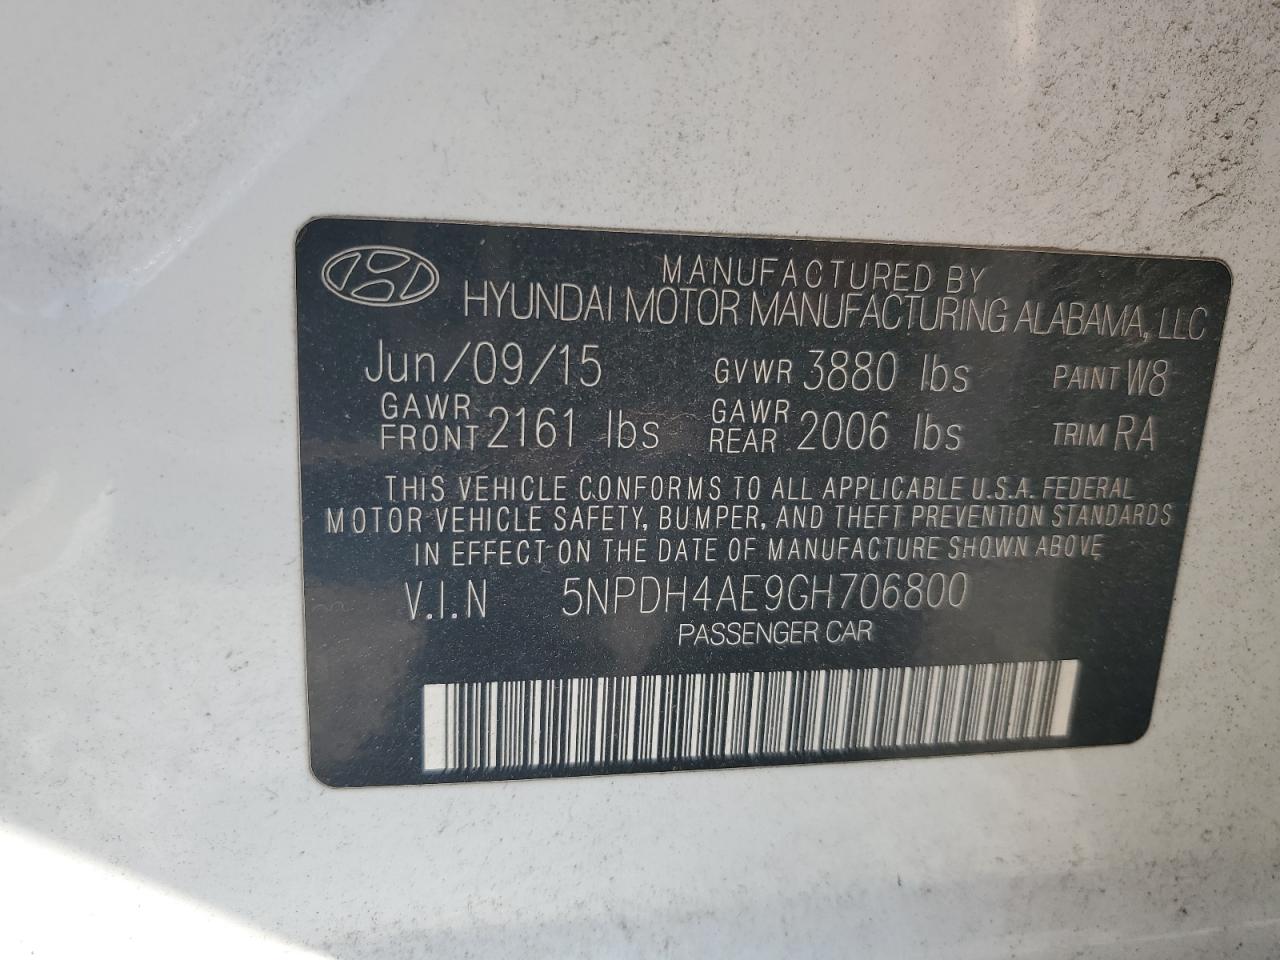 MANUFACTURED BY
HYUNDAI MOTOR MANUFACTURING ALABAMA, LLC
Jun/09/15 GVWR 3880 lbs PAINT W8
GAWR FRONT 2161 lbs GAWR REAR 2006 lbs TRIM RA
THIS VEHICLE CONFORMS TO ALL APPLICABLE U.S.A. FEDERAL
MOTOR VEHICLE SAFETY, BUMPER, AND THEFT PREVENTION STANDARDS
IN EFFECT ON THE DATE OF MANUFACTURE SHOWN ABOVE
V.I.N 5NPDH4AE9GH706800
PASSENGER CAR